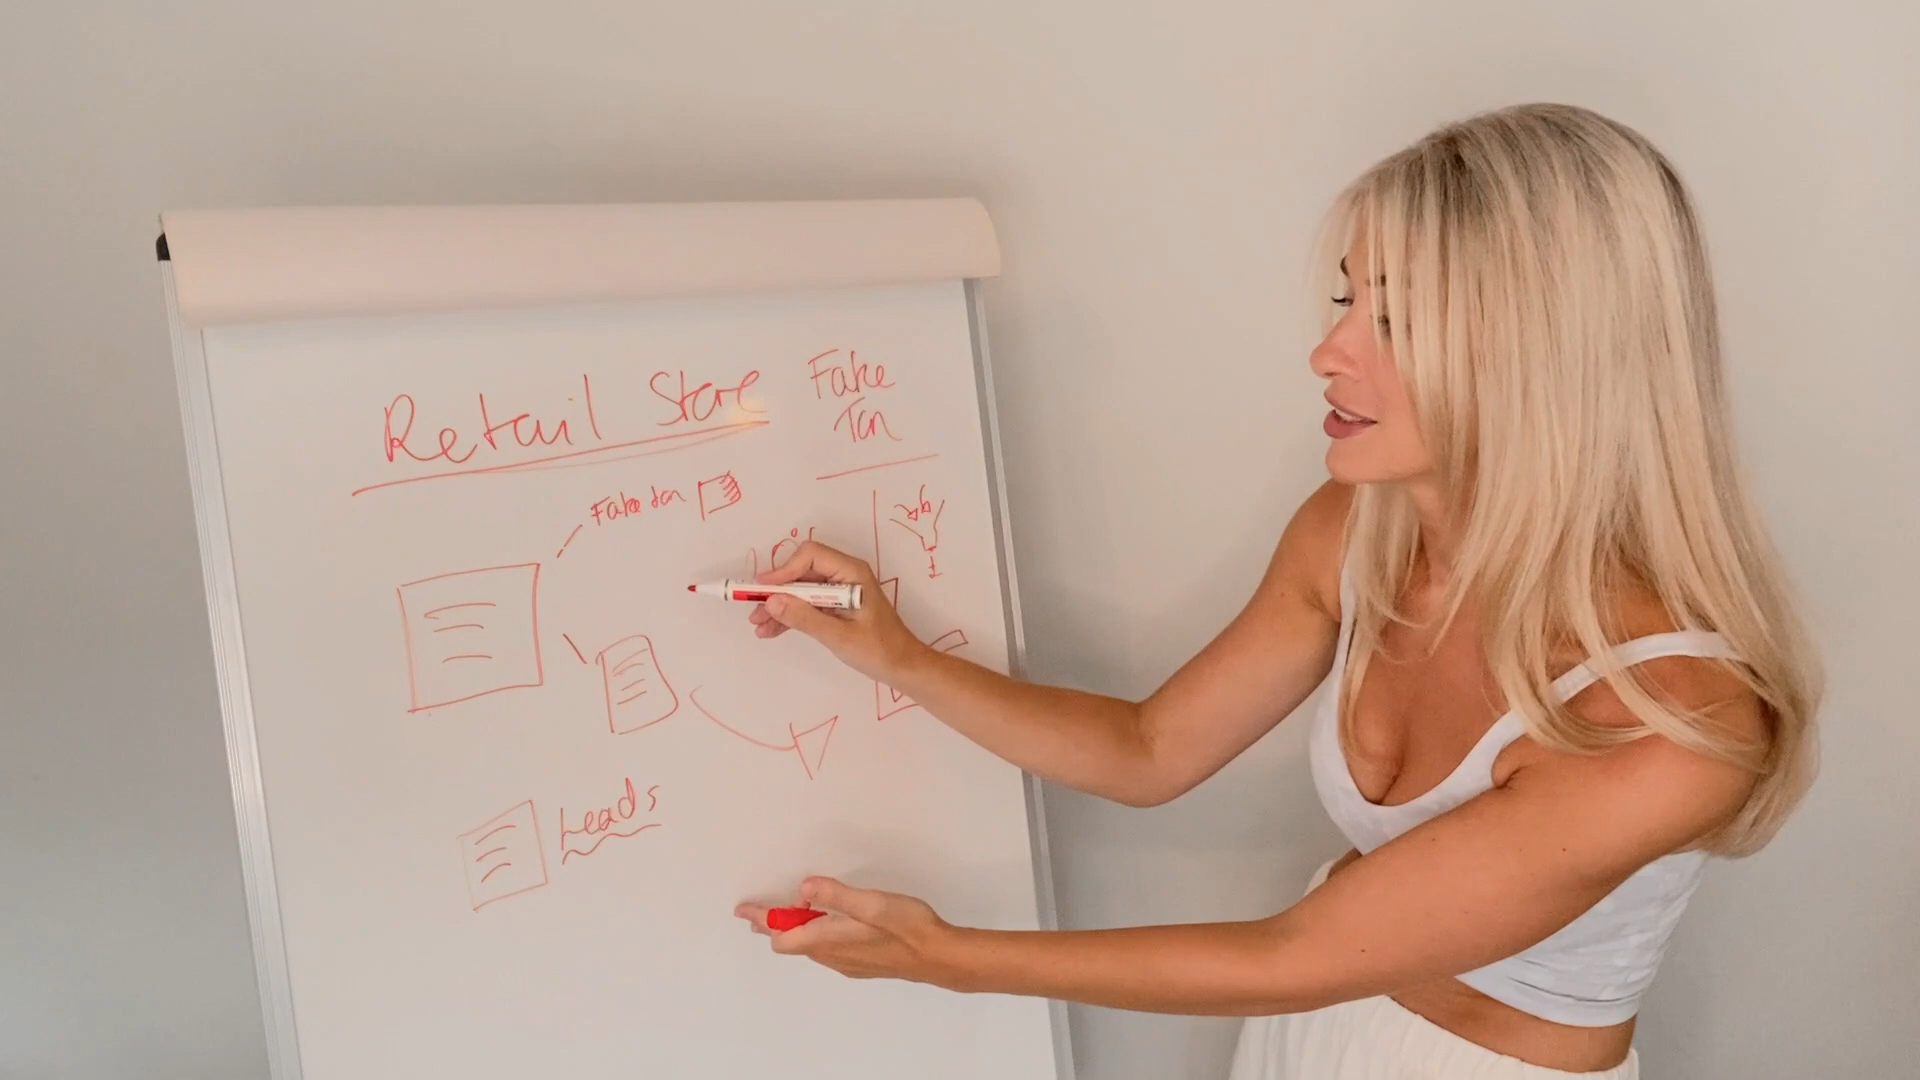 Retail Store
Fake
Tan
Fake tan
Leads